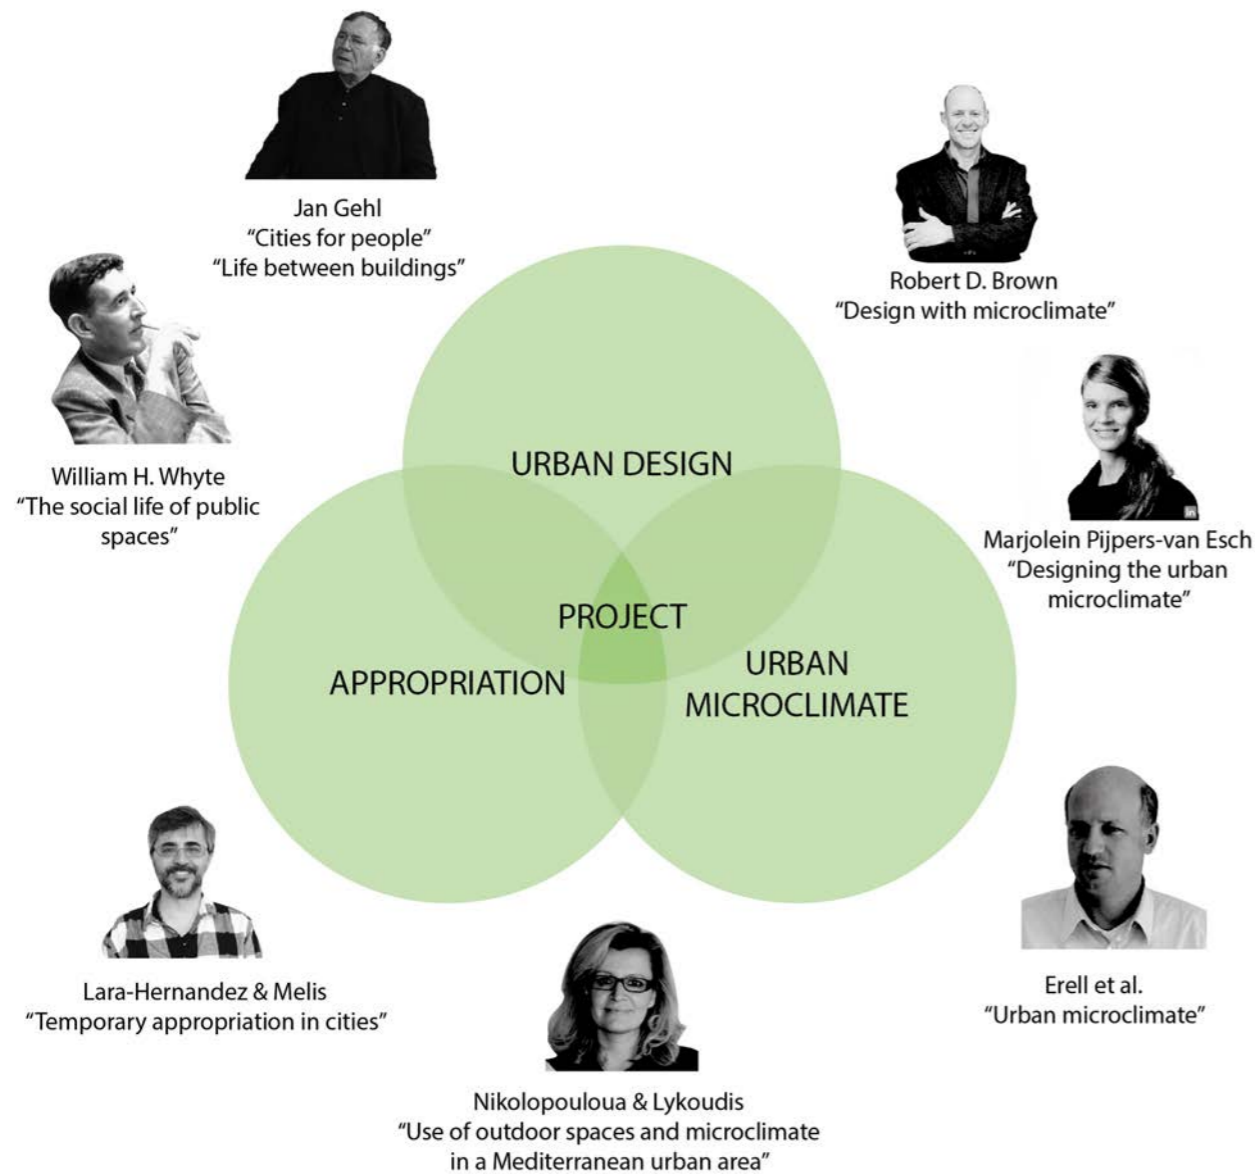 Jan Gehl
“Cities for people”
“Life between buildings”
Robert D. Brown
“Design with microclimate”
William H. Whyte
“The social life of public
spaces”
URBAN DESIGN
Marjolein Pijpers-van Esch
“Designing the urban
microclimate”
in
PROJECT
APPROPRIATION
URBAN
MICROCLIMATE
Lara-Hernandez & Melis
“Temporary appropriation in cities”
Erell et al.
“Urban microclimate”
Nikolopouloua & Lykoudis
“Use of outdoor spaces and microclimate
in a Mediterranean urban area”